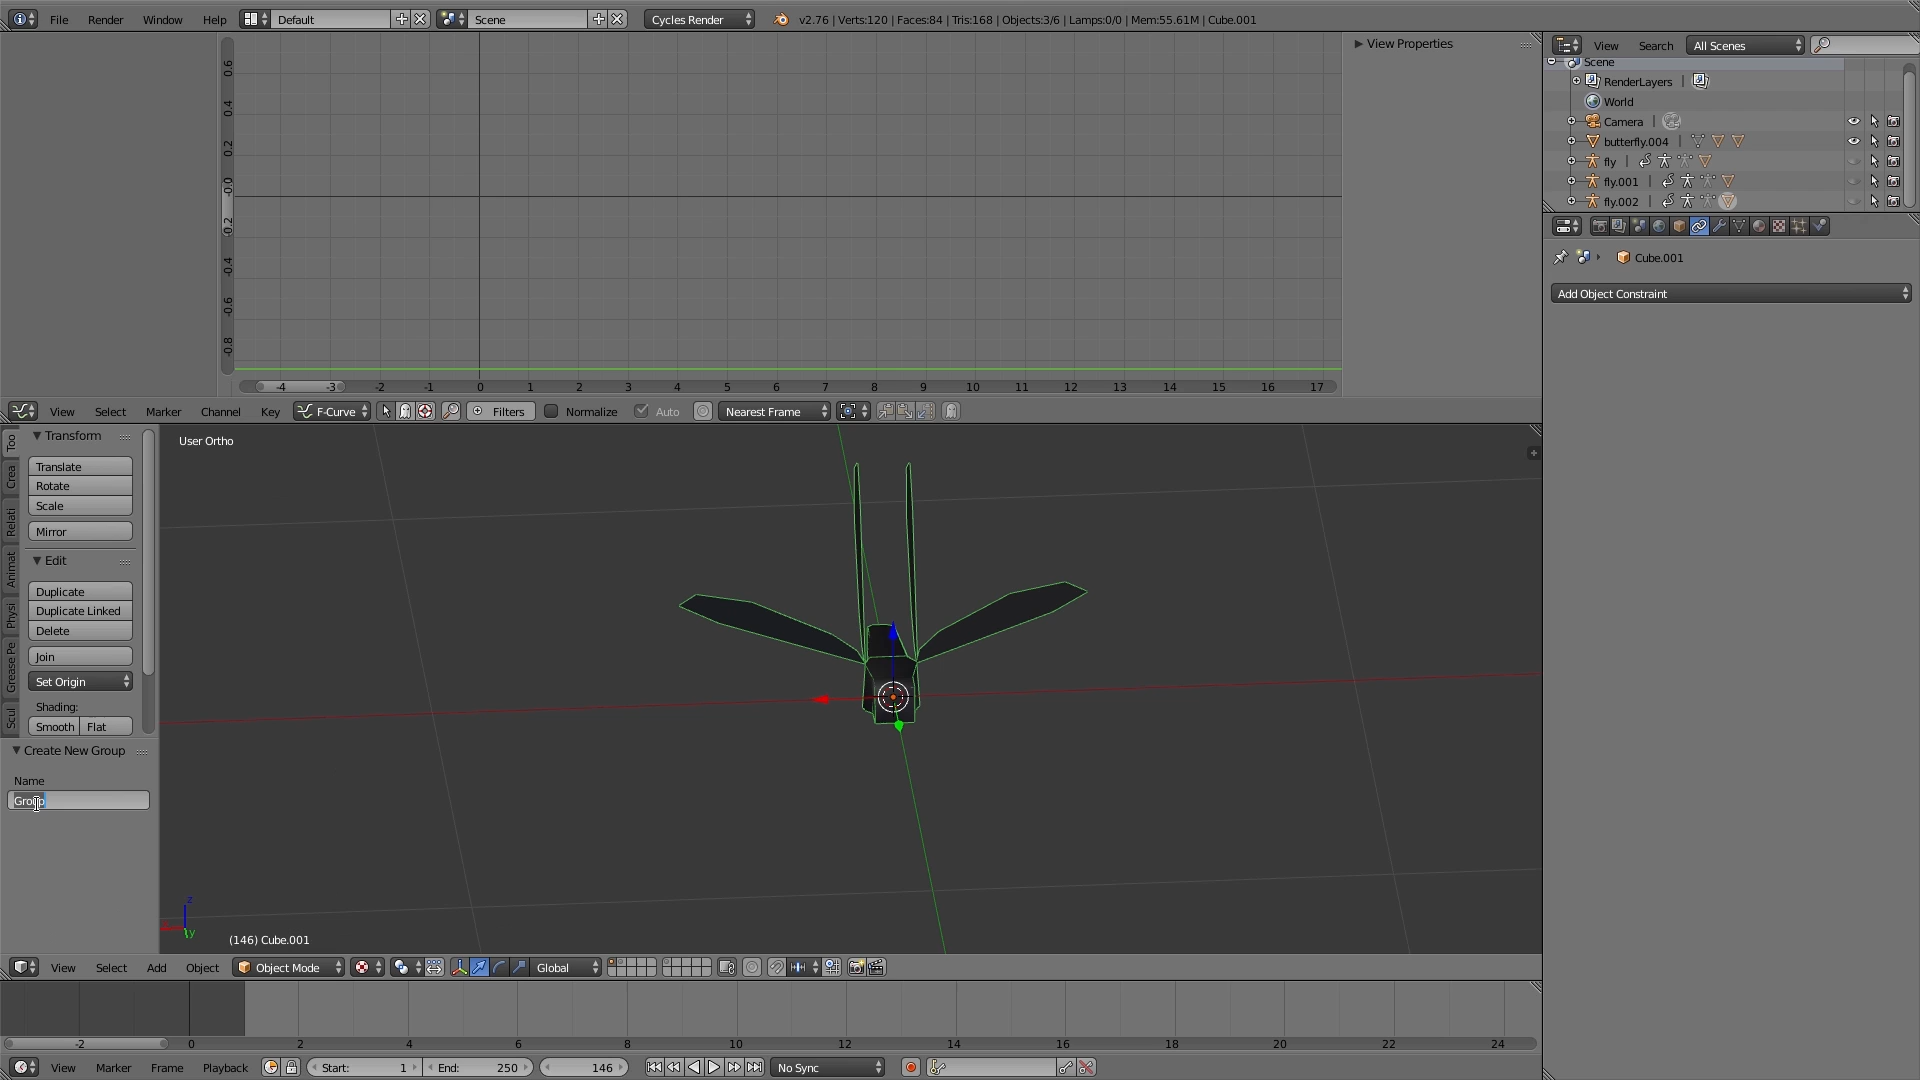 File Render Window Help Default Scene Cycles Render v2.76 | Verts:120 | Faces:84 | Tris:168 | Objects:3/6 | Lamps:0/0 | Mem:55.61M | Cube.001
View Properties
View Search All Scenes
Scene
RenderLayers |
World
Camera |
butterfly.004 |
fly |
fly.001 |
fly.002 |
Cube.001
Add Object Constraint
0.6
0.4
0.2
-0.0
-0.2
-0.4
-0.6
-0.8
-4 -3 -2 -1 0 1 2 3 4 5 6 7 8 9 10 11 12 13 14 15 16 17
View Select Marker Channel Key F-Curve Filters Normalize Auto Nearest Frame
Too
Crea
Relati
Animat
Physi
Grease Pe
Scul
Transform
Translate
Rotate
Scale
Mirror
Edit
Duplicate
Duplicate Linked
Delete
Join
Set Origin
Shading:
Smooth Flat
Create New Group
Name
Group
User Ortho
z
y
(146) Cube.001
View Select Add Object Object Mode Global
-2 0 2 4 6 8 10 12 14 16 18 20 22 24
View Marker Frame Playback Start: 1 End: 250 146 No Sync